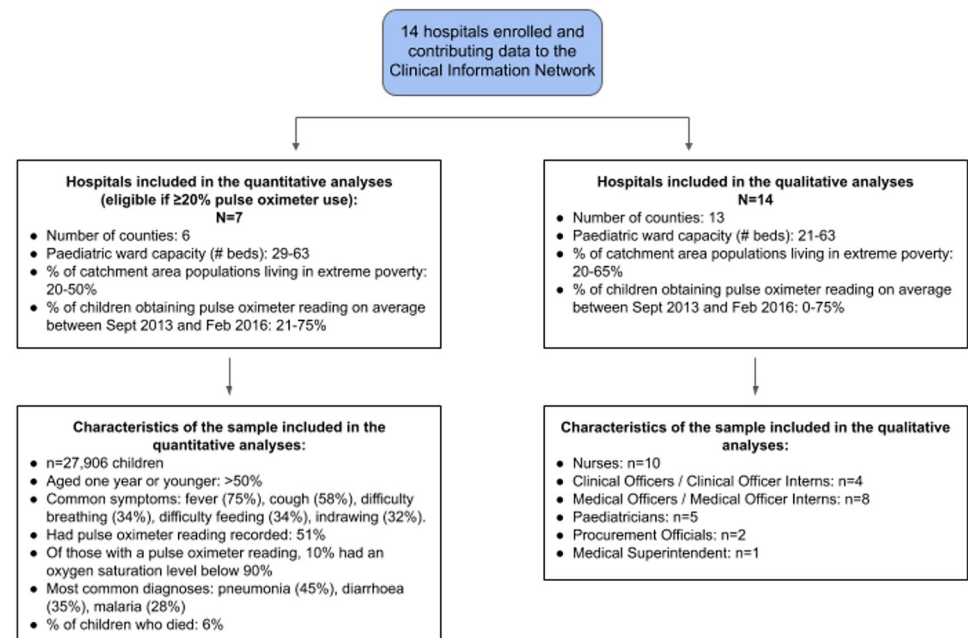 14 hospitals enrolled and
contributing data to the
Clinical Information Network
Hospitals included in the quantitative analyses
(eligible if ≥20% pulse oximeter use):
N=7
● Number of counties: 6
● Paediatric ward capacity (# beds): 29-63
● % of catchment area populations living in extreme poverty:
20-50%
● % of children obtaining pulse oximeter reading on average
between Sept 2013 and Feb 2016: 21-75%
Hospitals included in the qualitative analyses
N=14
● Number of counties: 13
● Paediatric ward capacity (# beds): 21-63
● % of catchment area populations living in extreme poverty:
20-65%
● % of children obtaining pulse oximeter reading on average
between Sept 2013 and Feb 2016: 0-75%
Characteristics of the sample included in the
quantitative analyses:
● n=27,906 children
● Aged one year or younger: >50%
● Common symptoms: fever (75%), cough (58%), difficulty
breathing (34%), difficulty feeding (34%), indrawing (32%).
● Had pulse oximeter reading recorded: 51%
● Of those with a pulse oximeter reading, 10% had an
oxygen saturation level below 90%
● Most common diagnoses: pneumonia (45%), diarrhoea
(35%), malaria (28%)
● % of children who died: 6%
Characteristics of the sample included in the qualitative
analyses:
● Nurses: n=10
● Clinical Officers / Clinical Officer Interns: n=4
● Medical Officers / Medical Officer Interns: n=8
● Paediatricians: n=5
● Procurement Officials: n=2
● Medical Superintendent: n=1